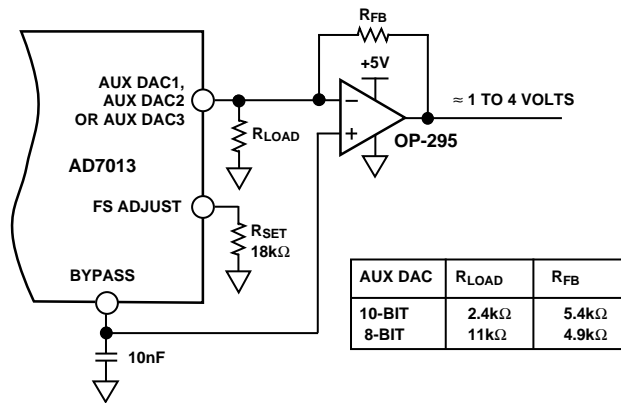 RFB
+5V
AUX DAC1,
AUX DAC2
OR AUX DAC3
−
+
≈ 1 TO 4 VOLTS
RLOAD
OP-295
AD7013
FS ADJUST
RSET
18kΩ
BYPASS
10nF
AUX DAC RLOAD RFB
10-BIT 2.4kΩ 5.4kΩ
8-BIT 11kΩ 4.9kΩ